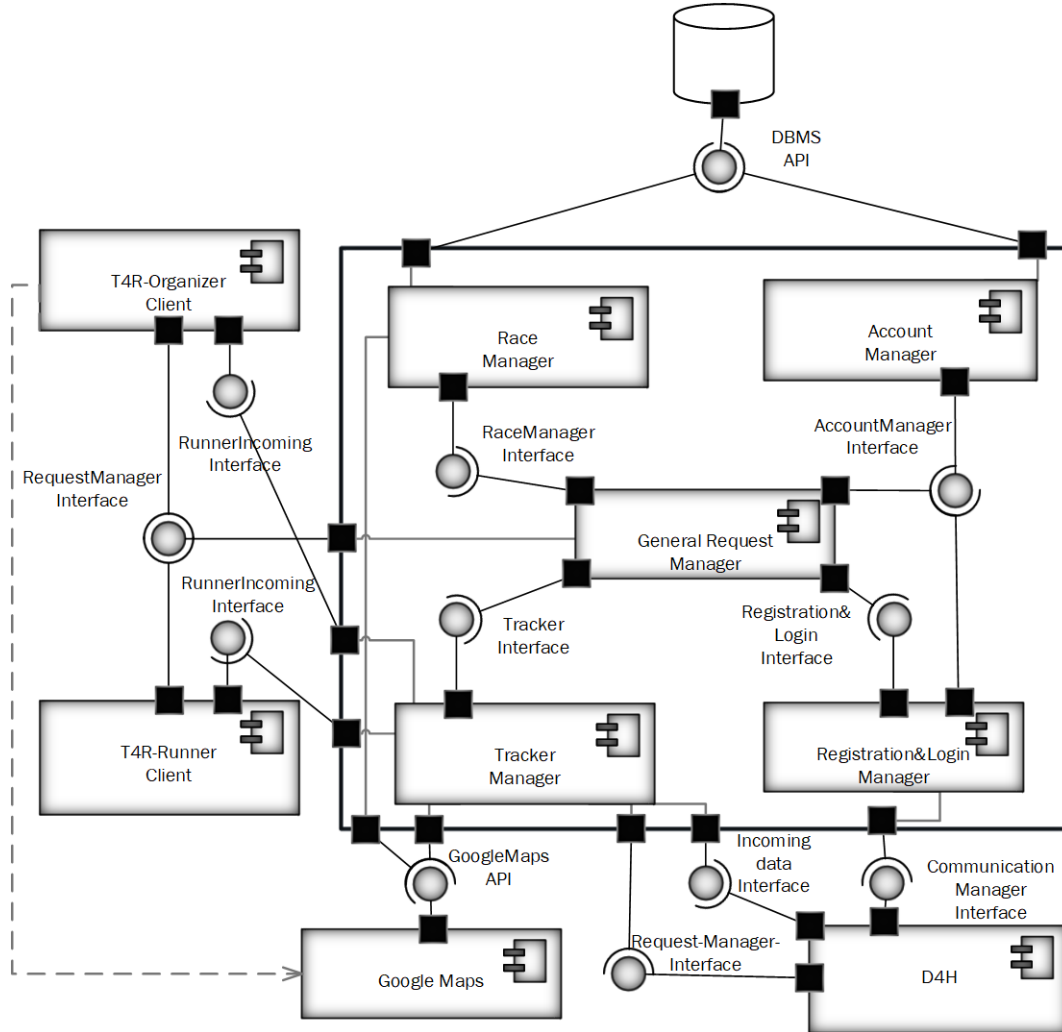 DBMS
API
T4R-Organizer
Client
Race
Manager
Account
Manager
RunnerIncoming
Interface
RequestManager
Interface
RaceManager
Interface
AccountManager
Interface
General Request
Manager
RunnerIncoming
Interface
Tracker
Interface
Registration&
Login
Interface
T4R-Runner
Client
Tracker
Manager
Registration&Login
Manager
GoogleMaps
API
Incoming
data
Interface
Communication
Manager
Interface
Request-Manager-
Interface
Google Maps
D4H